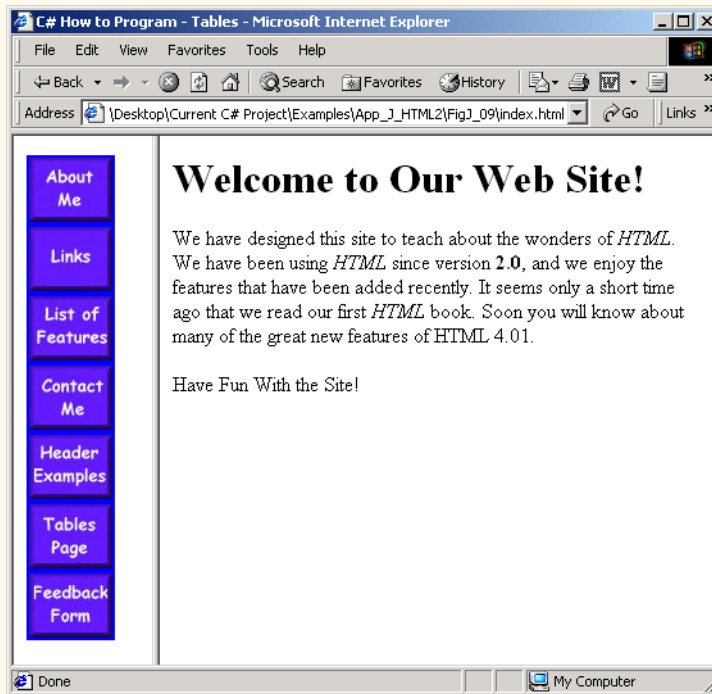 C# How to Program - Tables - Microsoft Internet Explorer
File Edit View Favorites Tools Help
Back Search Favorites History »
Address \Desktop\Current C# Project\Examples\App_J_HTML2\FigJ_09\index.html Go Links »
About
Me
Links
List of
Features
Contact
Me
Header
Examples
Tables
Page
Feedback
Form
Welcome to Our Web Site!
We have designed this site to teach about the wonders of HTML.
We have been using HTML since version 2.0, and we enjoy the
features that have been added recently. It seems only a short time
ago that we read our first HTML book. Soon you will know about
many of the great new features of HTML 4.01.
Have Fun With the Site!
Done My Computer